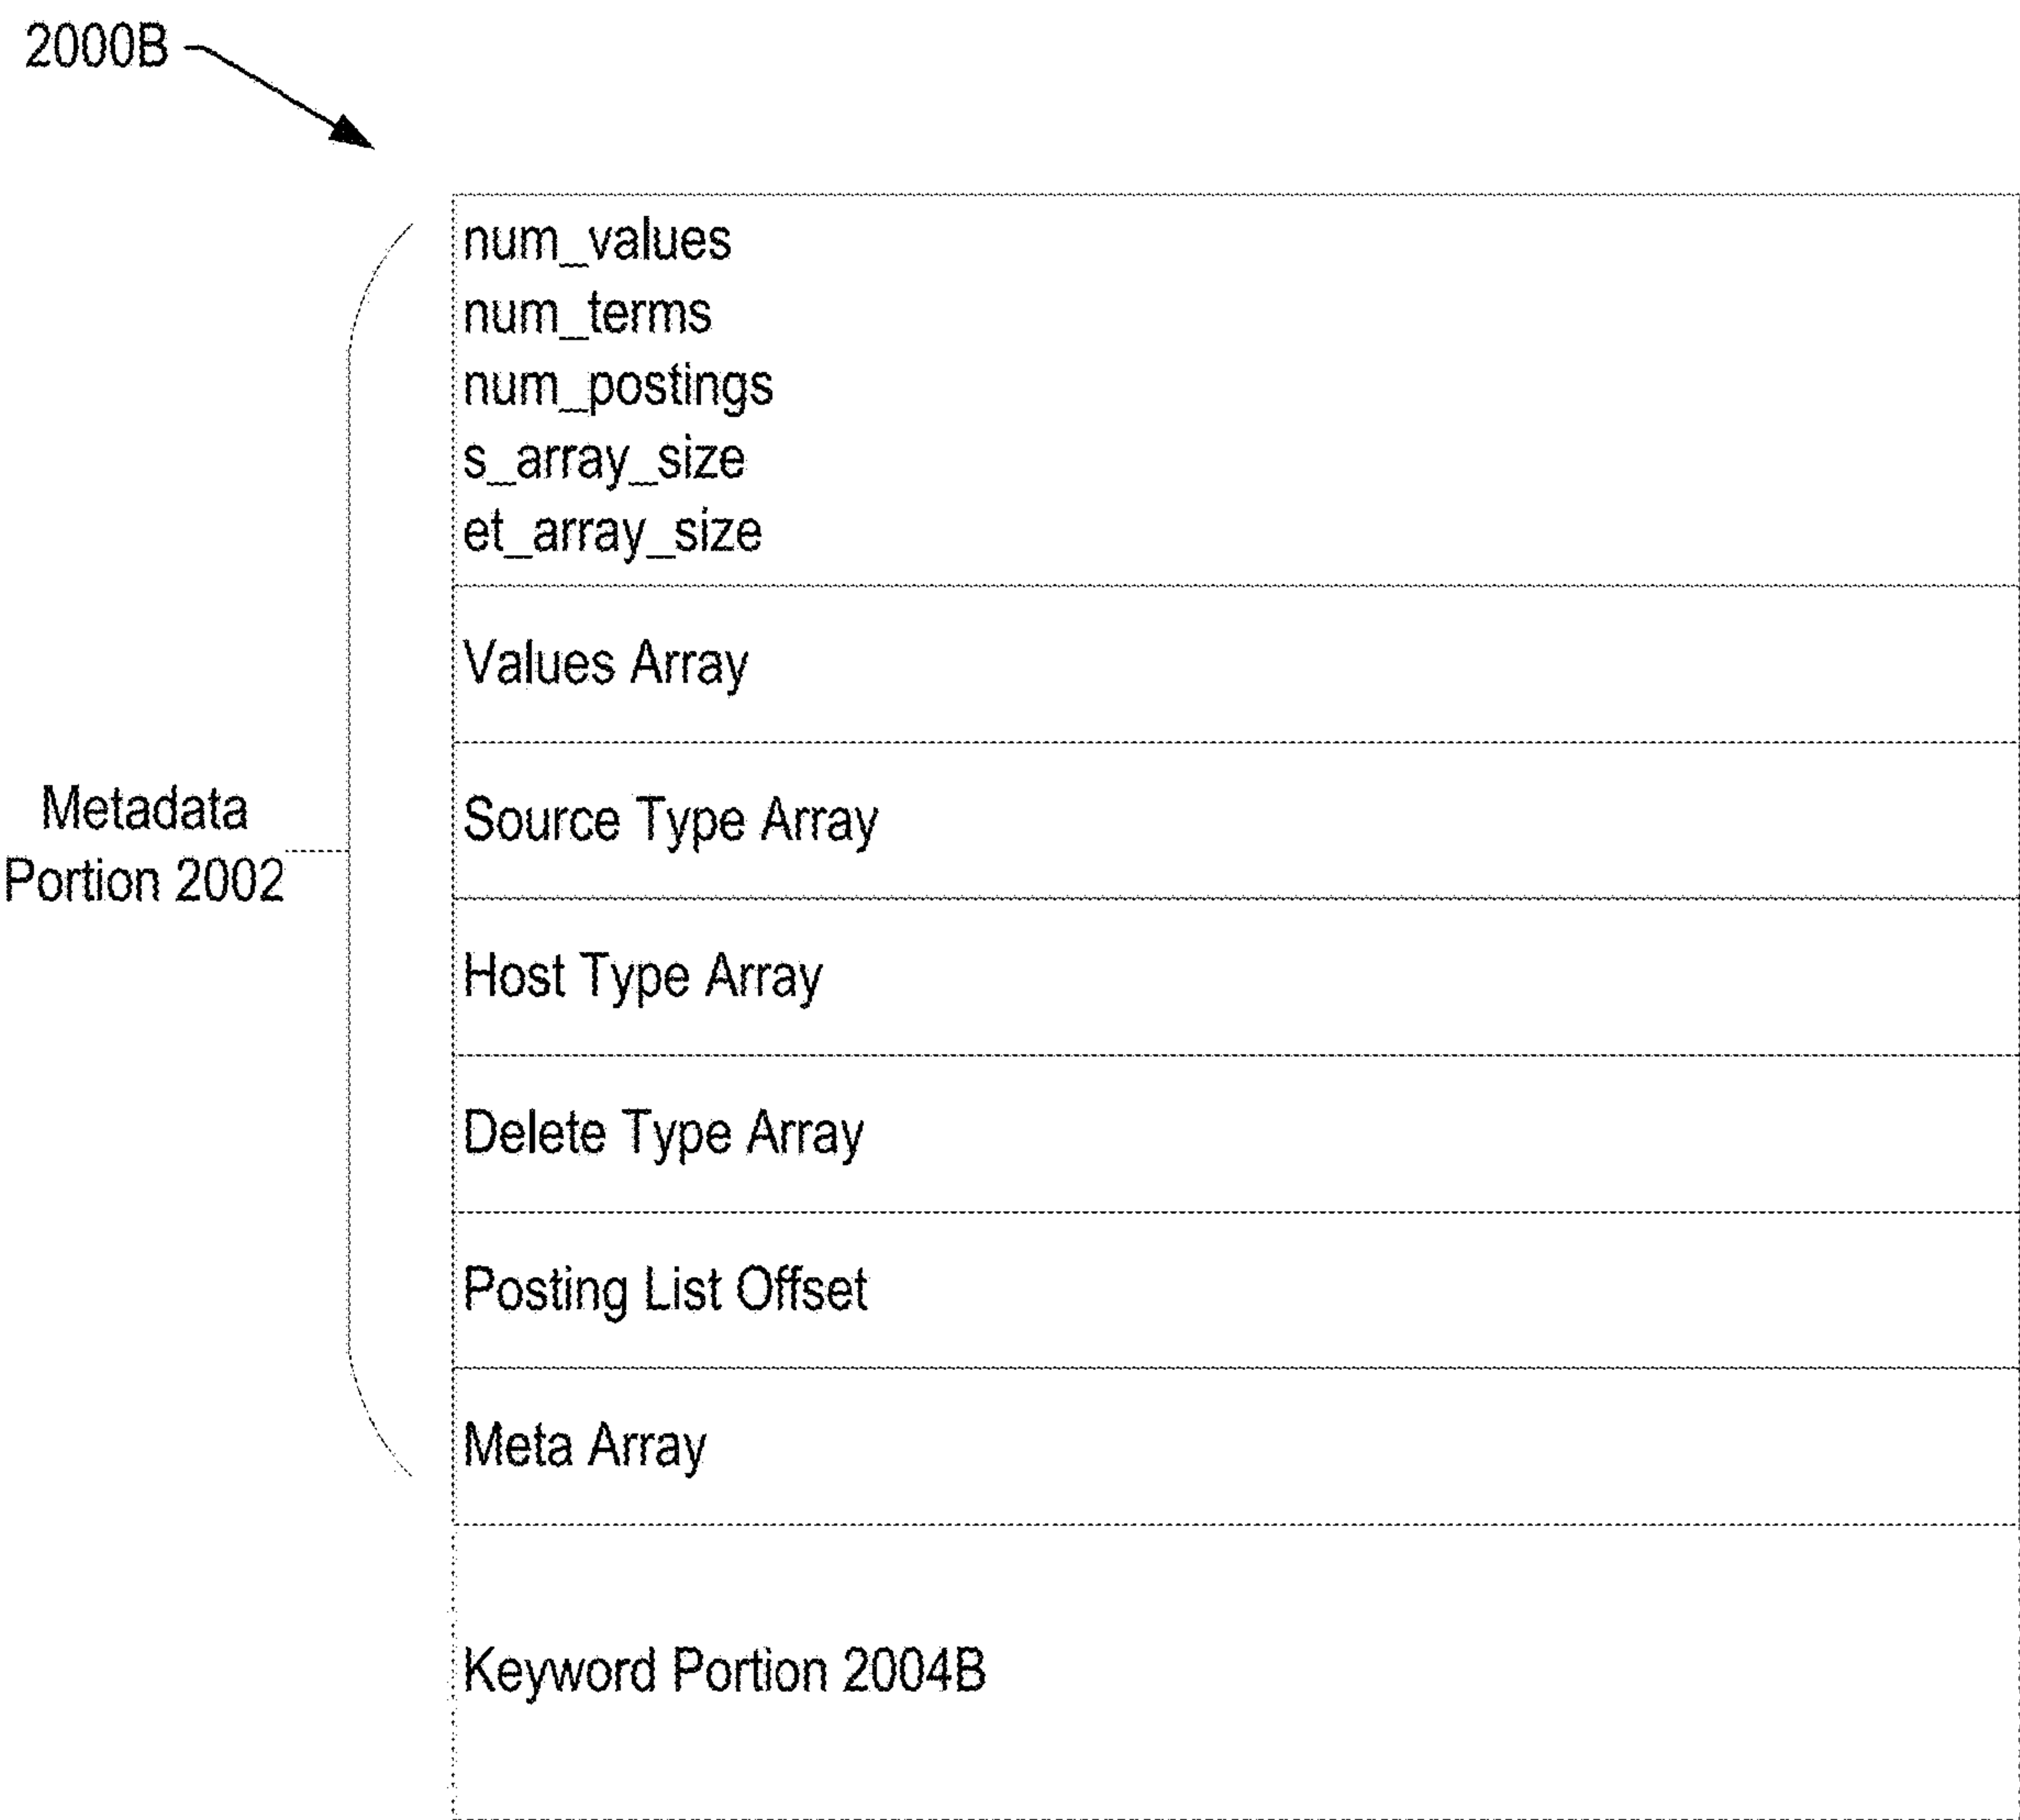 2000B
num_values
num_terms
num_postings
s_array_size
et_array_size
Values Array
Source Type Array
Metadata
Portion 2002
Host Type Array
Delete Type Array
Posting List Offset
Meta Array
Keyword Portion 2004B